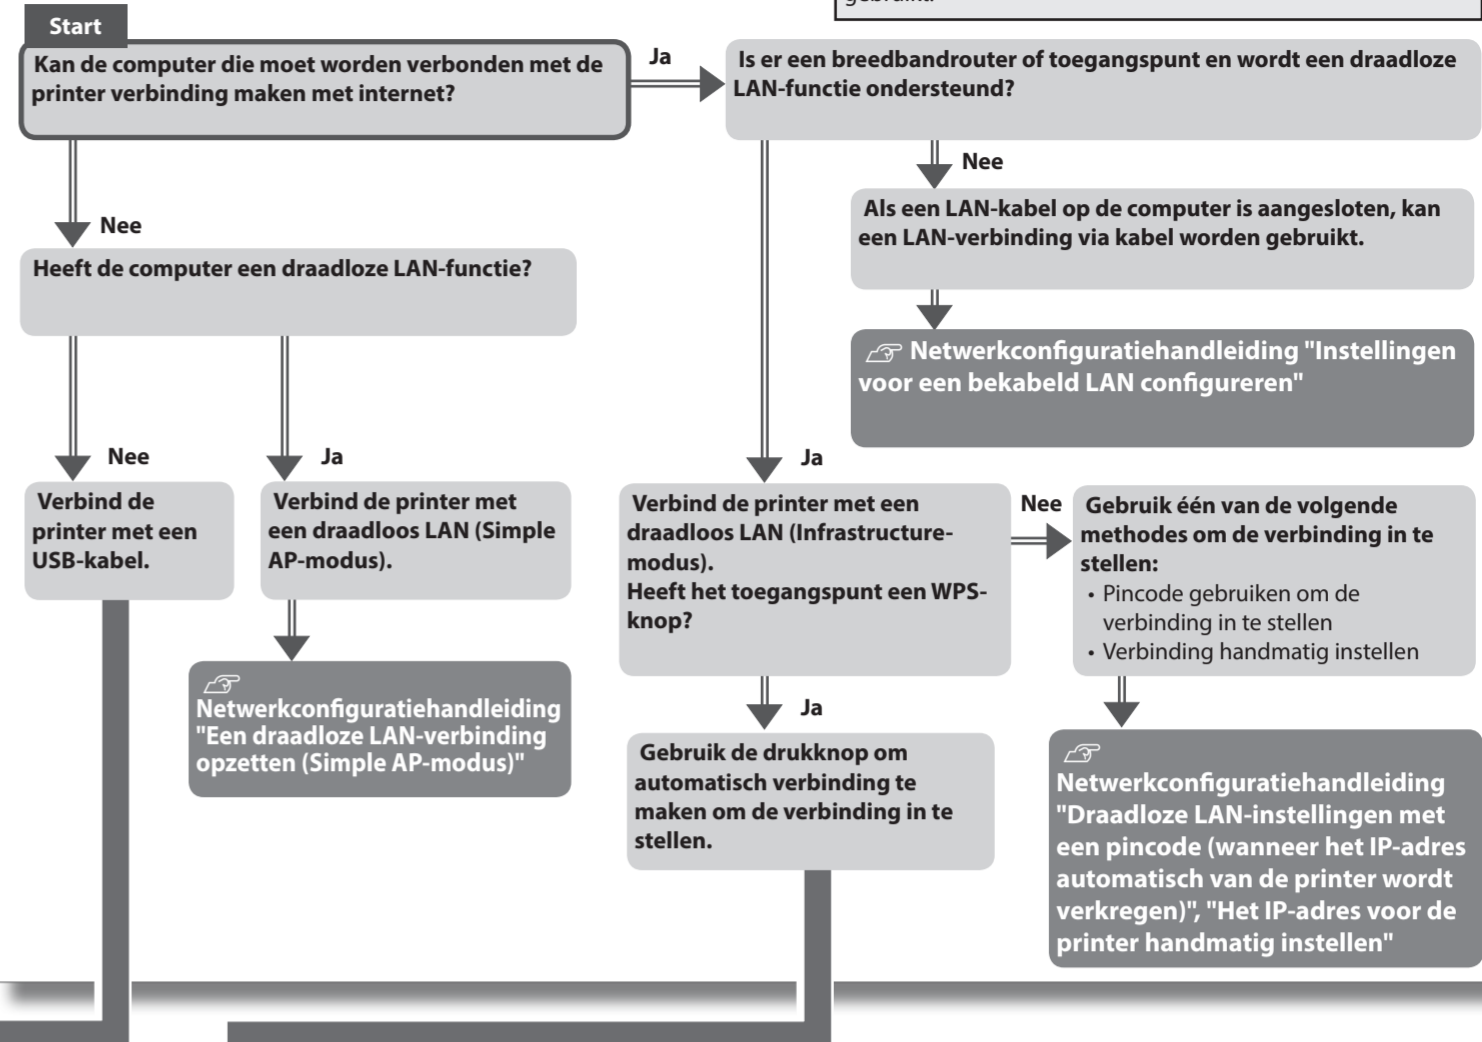 gebruikt.
Start
Kan de computer die moet worden verbonden met de
printer verbinding maken met internet?
Ja
Is er een breedbandrouter of toegangspunt en wordt een draadloze
LAN-functie ondersteund?
Nee
Als een LAN-kabel op de computer is aangesloten, kan
een LAN-verbinding via kabel worden gebruikt.
Netwerkconfiguratiehandleiding "Instellingen
voor een bekabeld LAN configureren"
Nee
Heeft de computer een draadloze LAN-functie?
Nee
Verbind de
printer met een
USB-kabel.
Ja
Verbind de printer met
een draadloos LAN (Simple
AP-modus).
Netwerkconfiguratiehandleiding
"Een draadloze LAN-verbinding
opzetten (Simple AP-modus)"
Ja
Verbind de printer met een
draadloos LAN (Infrastructure-
modus).
Heeft het toegangspunt een WPS-
knop?
Nee
Gebruik één van de volgende
methodes om de verbinding in te
stellen:
• Pincode gebruiken om de
verbinding in te stellen
• Verbinding handmatig instellen
Ja
Gebruik de drukknop om
automatisch verbinding te
maken om de verbinding in te
stellen.
Netwerkconfiguratiehandleiding
"Draadloze LAN-instellingen met
een pincode (wanneer het IP-adres
automatisch van de printer wordt
verkregen)", "Het IP-adres voor de
printer handmatig instellen"